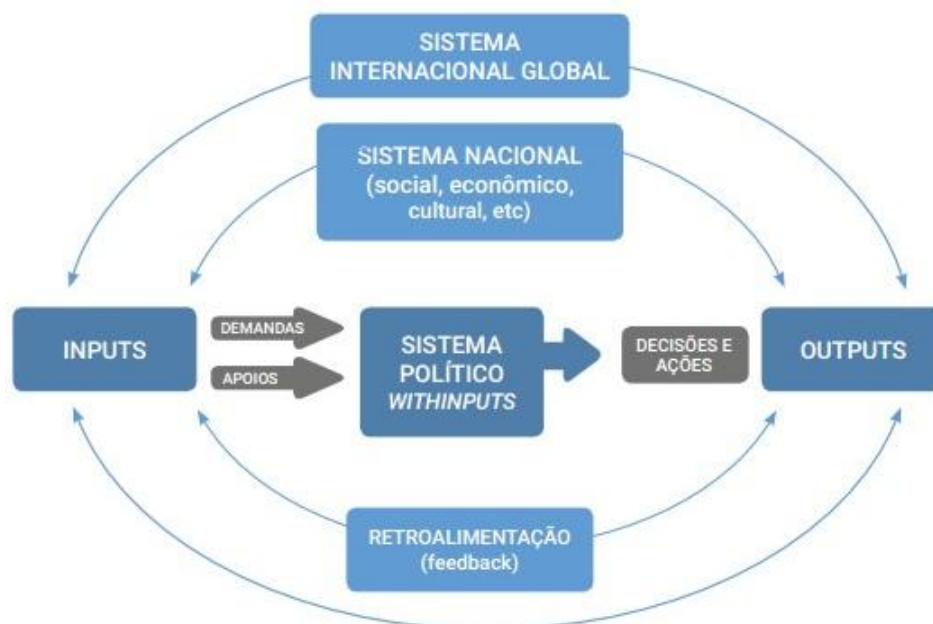 SISTEMA
INTERNACIONAL GLOBAL
SISTEMA NACIONAL
(social, econômico,
cultural, etc)
INPUTS
DEMANDAS
APOIOS
SISTEMA
POLÍTICO
WITHINPUTS
DECISÕES E
AÇÕES
OUTPUTS
RETROALIMENTAÇÃO
(feedback)